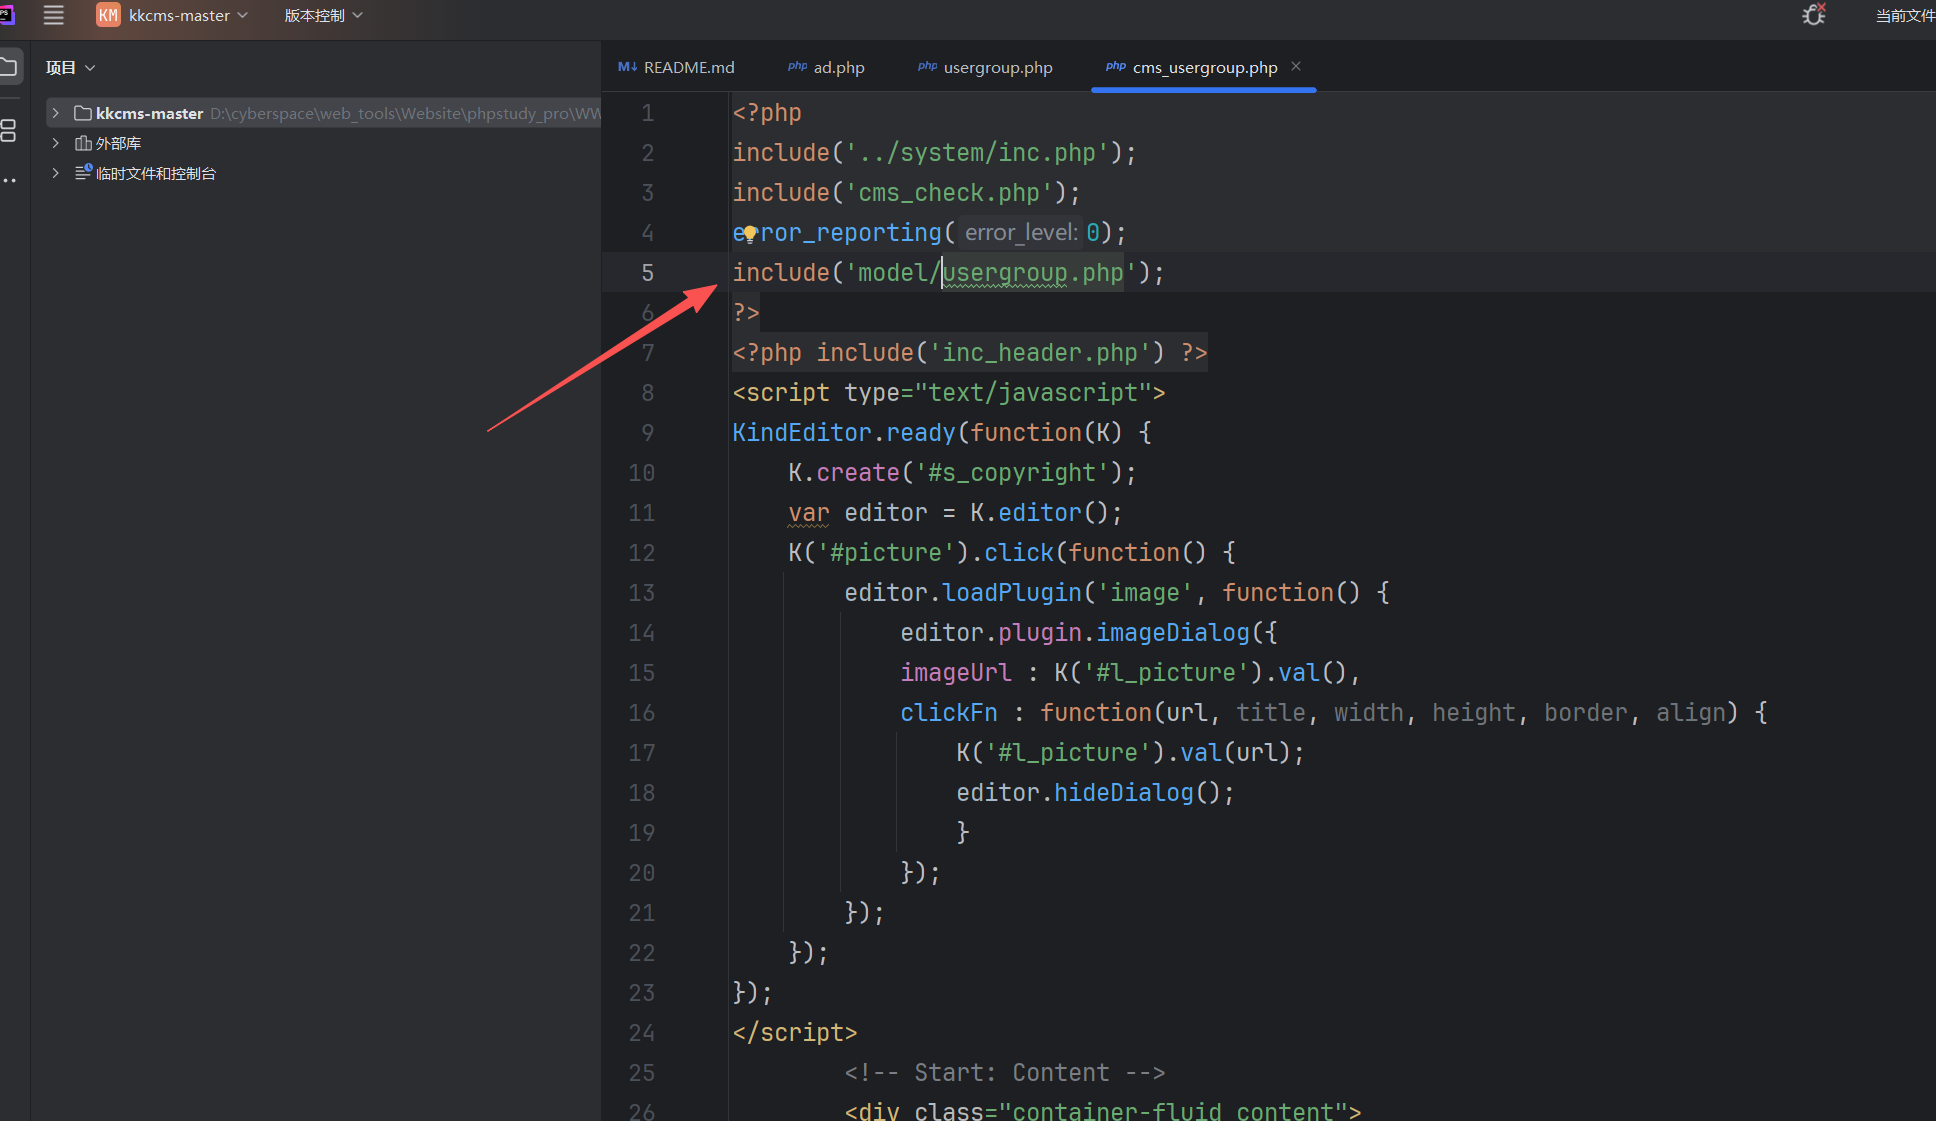 KM kkcms-master 版本控制 当前文件
项目
kkcms-master D:\cyberspace\web_tools\Website\phpstudy_pro\WW
外部库
临时文件和控制台
README.md ad.php usergroup.php cms_usergroup.php
1 <?php
2 include('../system/inc.php');
3 include('cms_check.php');
4 error_reporting( error_level: 0);
5 include('model/usergroup.php');
6 ?>
7 <?php include('inc_header.php') ?>
8 <script type="text/javascript">
9 KindEditor.ready(function(K) {
10 K.create('#s_copyright');
11 var editor = K.editor();
12 K('#picture').click(function() {
13 editor.loadPlugin('image', function() {
14 editor.plugin.imageDialog({
15 imageUrl : K('#l_picture').val(),
16 clickFn : function(url, title, width, height, border, align) {
17 K('#l_picture').val(url);
18 editor.hideDialog();
19 }
20 });
21 });
22 });
23 });
24 </script>
25 <!-- Start: Content -->
26 <div class="container-fluid content">